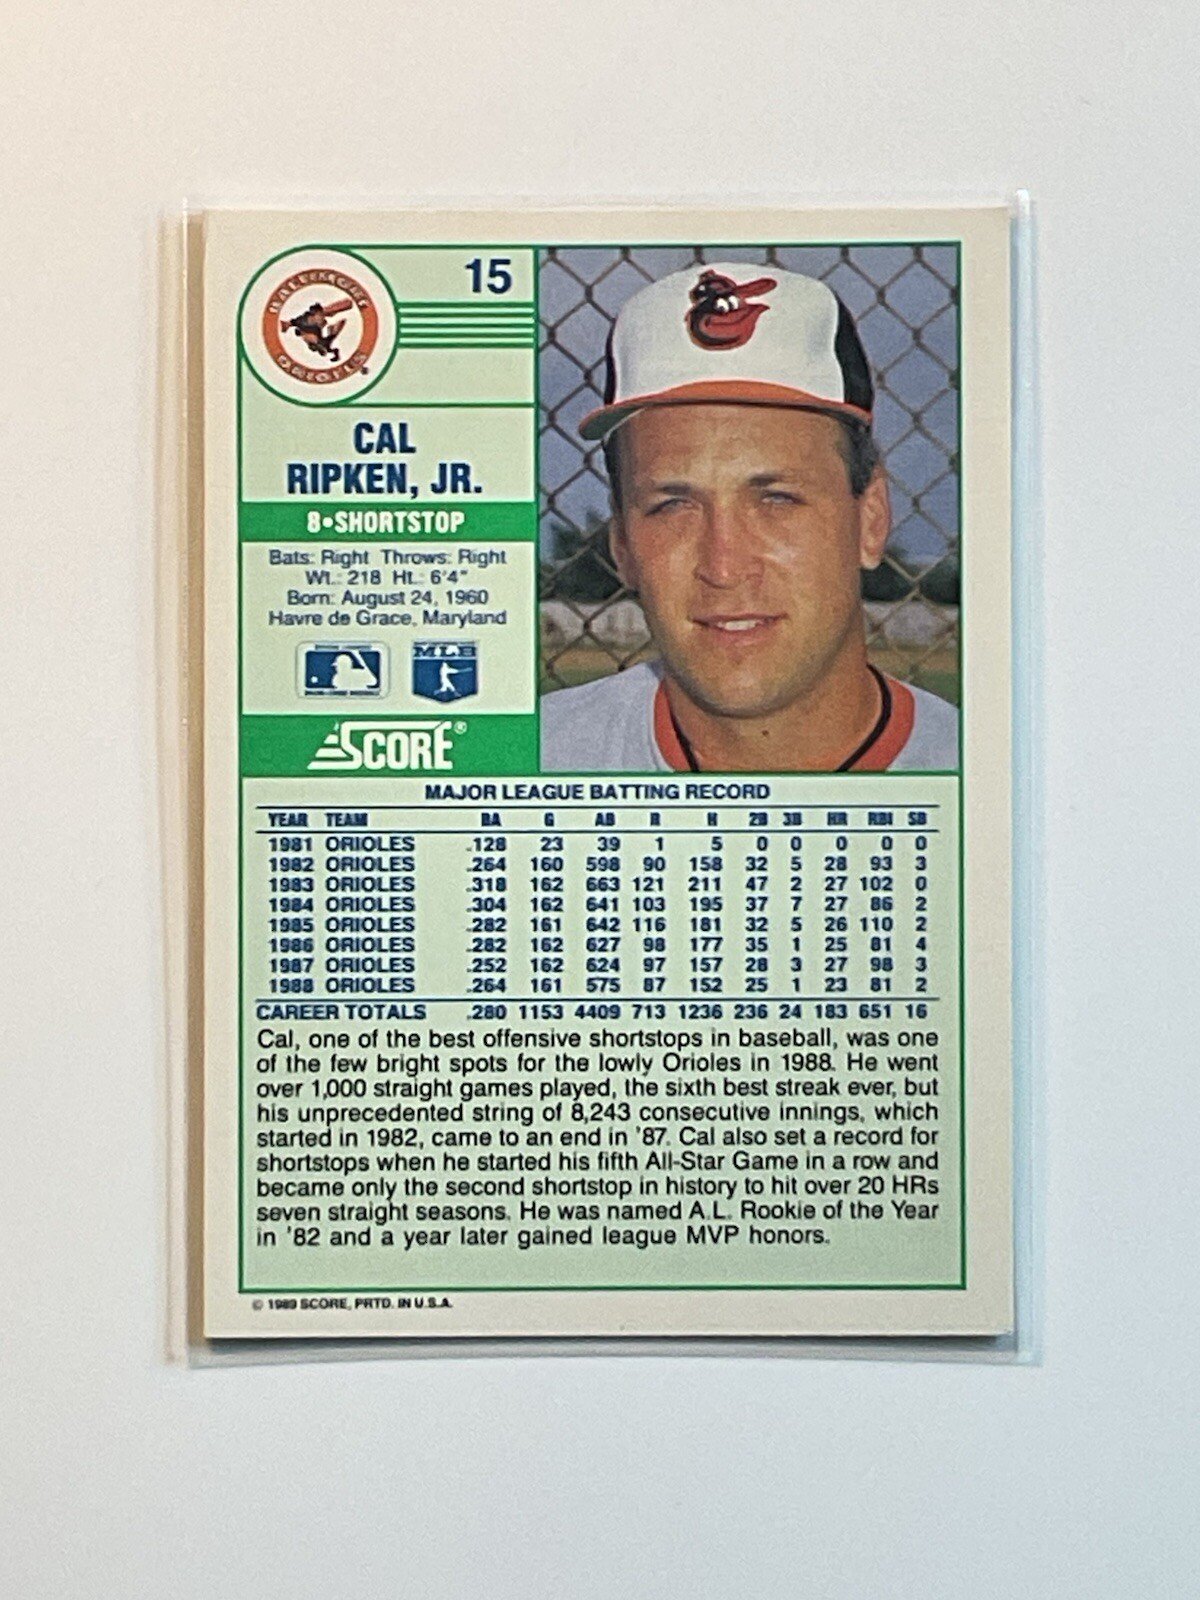 15
BALTIMORE
ORIOLES
CAL
RIPKEN, JR.
8•SHORTSTOP
Bats: Right Throws: Right
Wt.: 218 Ht.: 6'4"
Born: August 24, 1960
Havre de Grace, Maryland
MLB
SCORE®
MAJOR LEAGUE BATTING RECORD
YEAR TEAM BA G AB R H 2B 3B HR RBI SB
1981 ORIOLES .128 23 39 1 5 0 0 0 0 0
1982 ORIOLES .264 160 598 90 158 32 5 28 93 3
1983 ORIOLES .318 162 663 121 211 47 2 27 102 0
1984 ORIOLES .304 162 641 103 195 37 7 27 86 2
1985 ORIOLES .282 161 642 116 181 32 5 26 110 2
1986 ORIOLES .282 162 627 98 177 35 1 25 81 4
1987 ORIOLES .252 162 624 97 157 28 3 27 98 3
1988 ORIOLES .264 161 575 87 152 25 1 23 81 2
CAREER TOTALS .280 1153 4409 713 1236 236 24 183 651 16
Cal, one of the best offensive shortstops in baseball, was one
of the few bright spots for the lowly Orioles in 1988. He went
over 1,000 straight games played, the sixth best streak ever, but
his unprecedented string of 8,243 consecutive innings, which
started in 1982, came to an end in '87. Cal also set a record for
shortstops when he started his fifth All-Star Game in a row and
became only the second shortstop in history to hit over 20 HRs
seven straight seasons. He was named A.L. Rookie of the Year
in '82 and a year later gained league MVP honors.
© 1989 SCORE, PRTD. IN U.S.A.